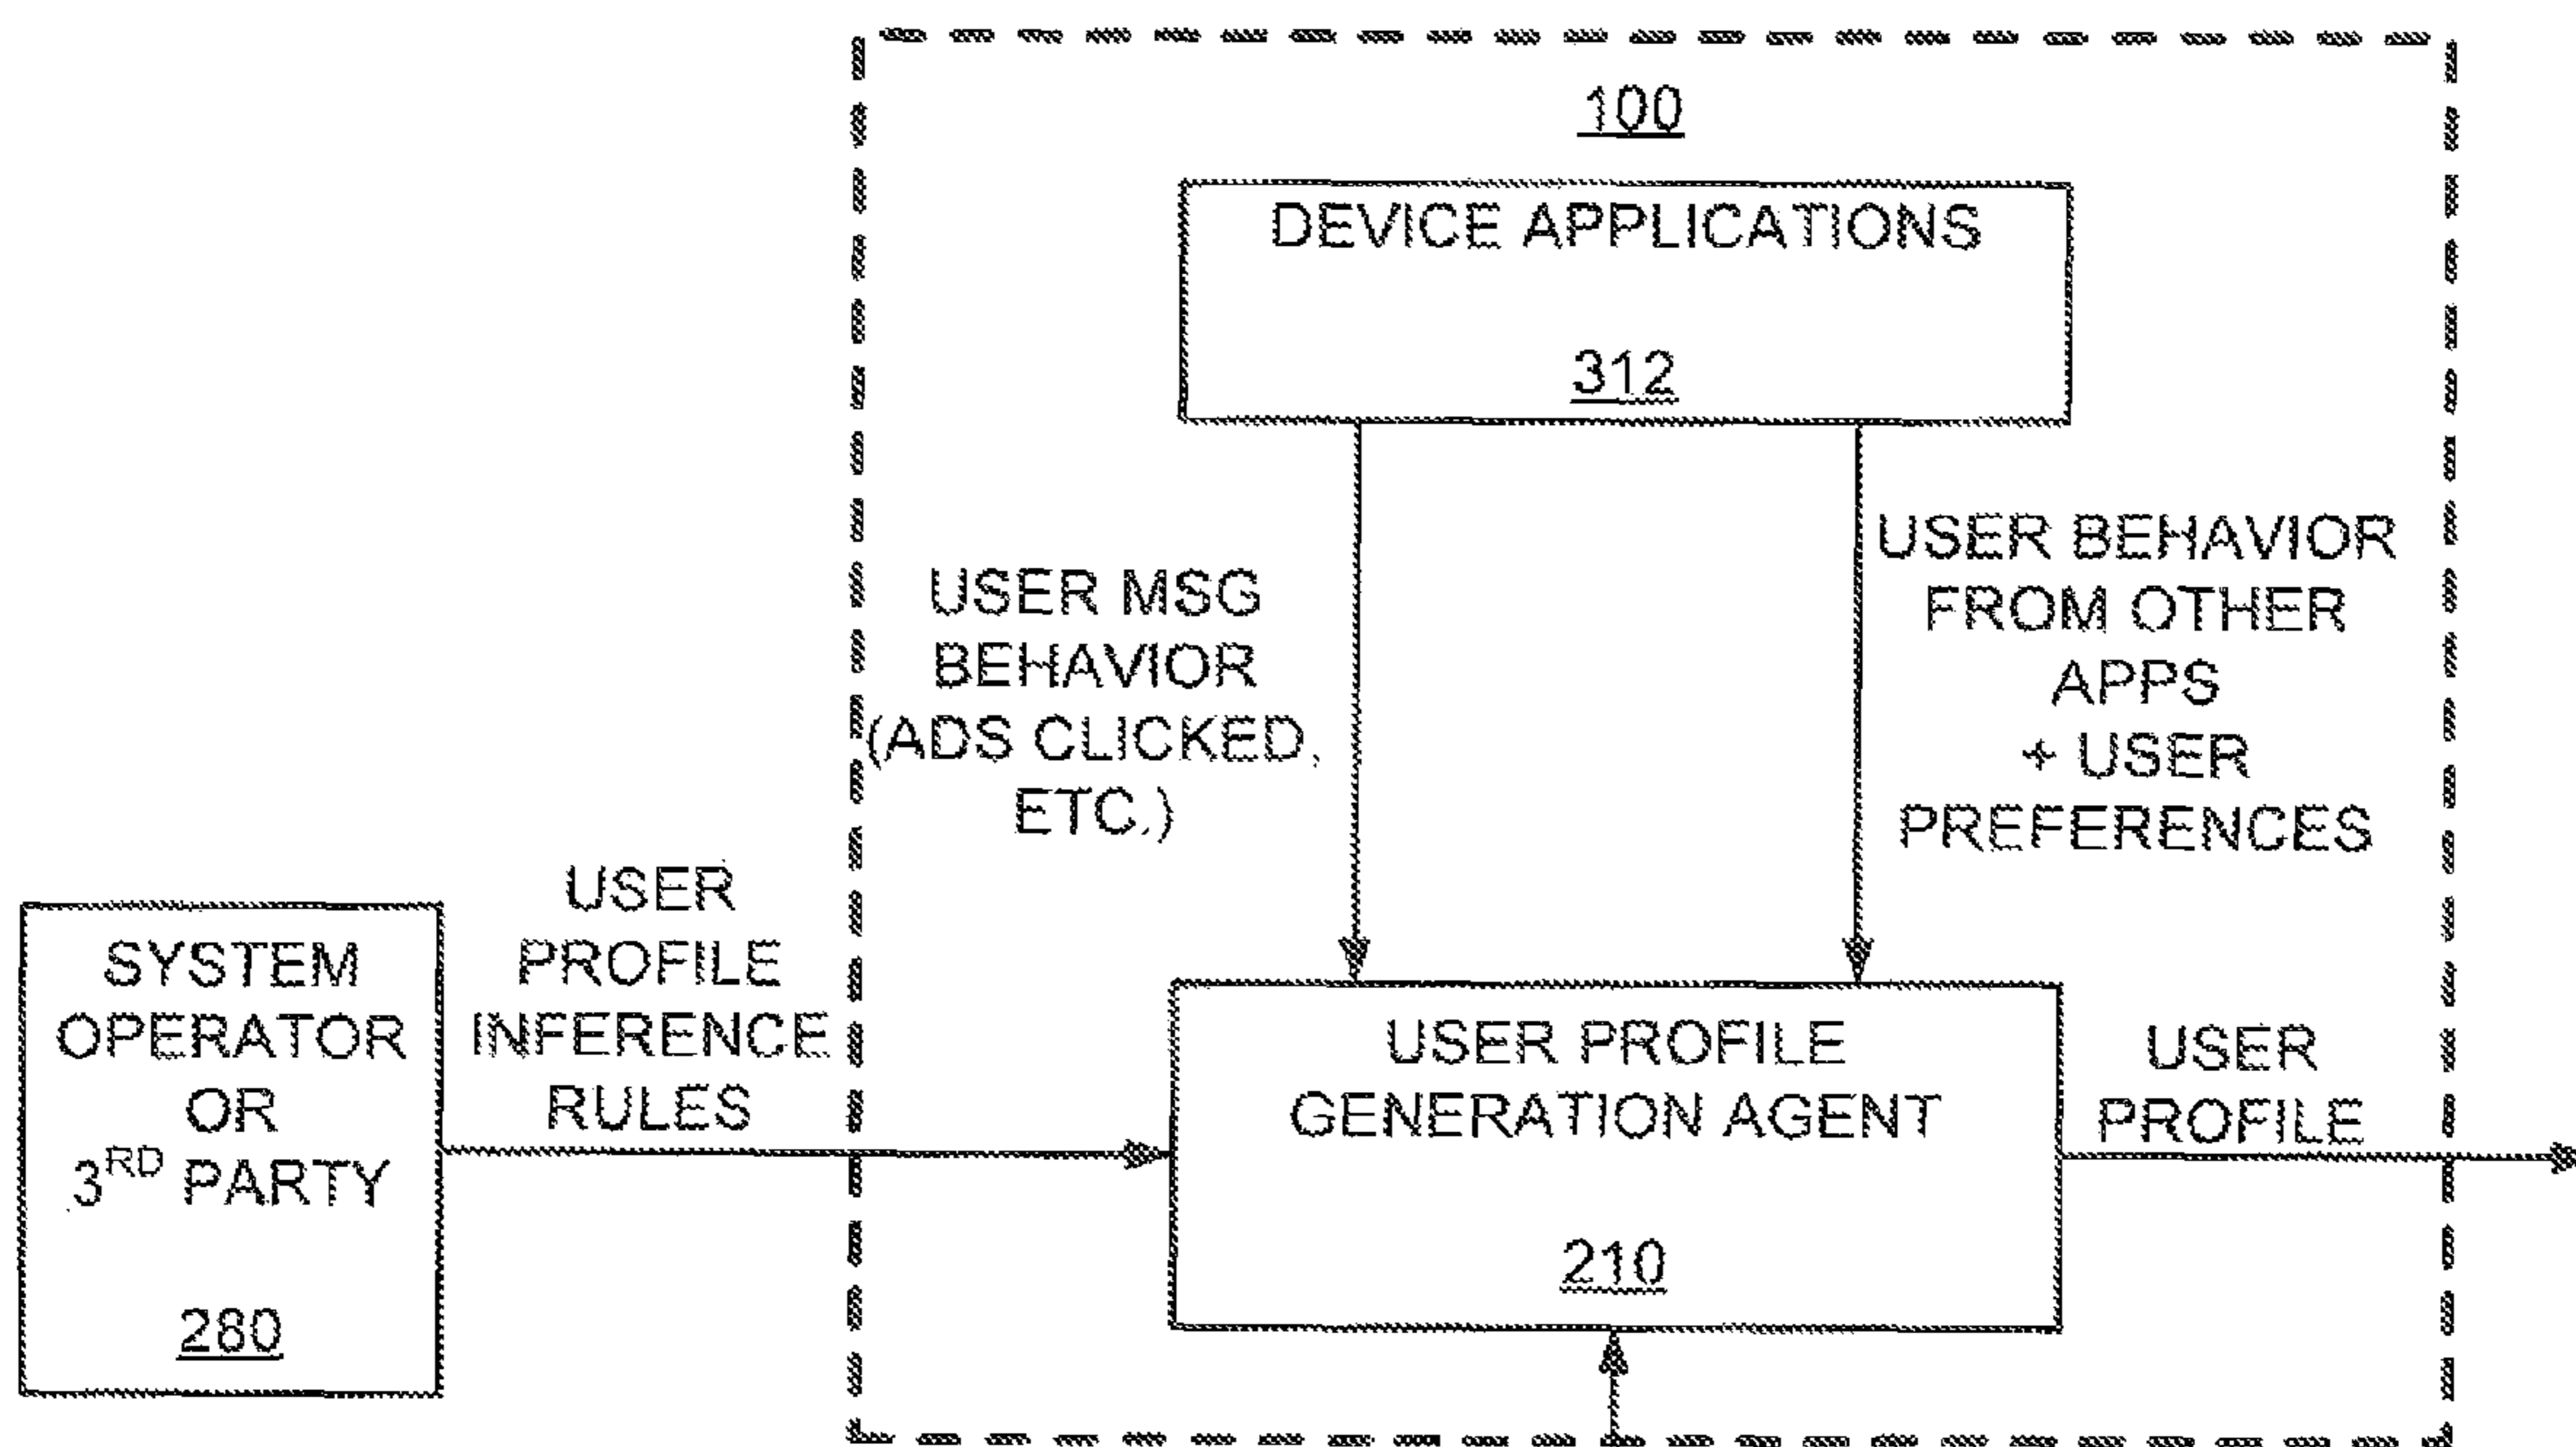 100
DEVICE APPLICATIONS
312
USER MSG
BEHAVIOR
(ADS CLICKED,
ETC.)
USER BEHAVIOR
FROM OTHER
APPS
+ USER
PREFERENCES
SYSTEM
OPERATOR
OR
3RD PARTY
280
USER
PROFILE
INFERENCE
RULES
USER PROFILE
GENERATION AGENT
210
USER
PROFILE